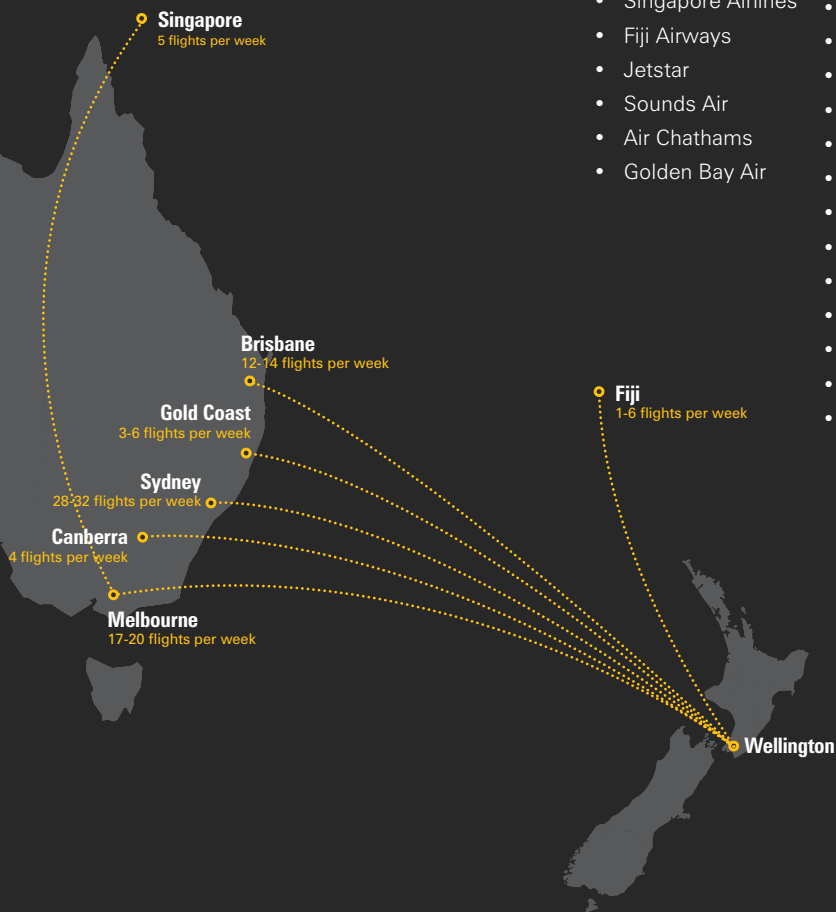 Singapore
5 flights per week
Singapore Airlines
• Fiji Airways
• Jetstar
• Sounds Air
• Air Chathams
• Golden Bay Air
Brisbane
12-14 flights per week
Fiji
1-6 flights per week
Gold Coast
3-6 flights per week
Sydney
28-32 flights per week
Canberra
4 flights per week
Melbourne
17-20 flights per week
Wellington